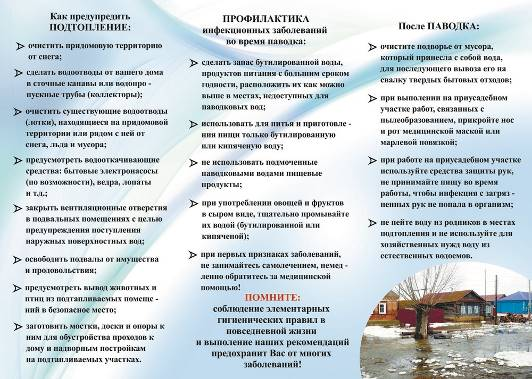 Как предупредить
ПОДТОПЛЕНИЕ:
очистить придомовую территорию
от снега;
сделать водоотводы от вашего дома
в сточные канавы или водопро -
пускные трубы (коллекторы);
очистить существующие водоотводы
(лотки), находящиеся на придомовой
территории или рядом с ней от
снега, льда и мусора;
предусмотреть водооткачивающие
средства: бытовые электронасосы
(по возможности), ведра, лопаты
и т.д.;
закрыть вентиляционные отверстия
в подвальных помещениях с целью
предупреждения поступления
наружных поверхностных вод;
освободить подвалы от имущества
и продовольствия;
предусмотреть вывод животных и
птиц из подтапливаемых помеще -
ний в безопасное место;
заготовить мостки, доски и опоры к
ним для обустройства проходов к
дому и надворным постройкам
на подтапливаемых участках.
ПРОФИЛАКТИКА
инфекционных заболеваний
во время паводка:
сделать запас бутилированной воды,
продуктов питания с большим сроком
годности, расположить их как можно
выше в местах, недоступных для
паводковых вод;
использовать для питья и приготовле -
ния пищи только бутилированную
или кипяченую воду;
не использовать подмоченные
паводковыми водами пищевые
продукты;
при употреблении овощей и фруктов
в сыром виде, тщательно промывайте
их водой (бутилированной или
кипяченой);
при первых признаках заболеваний,
не занимайтесь самолечением, немед -
ленно обратитесь за медицинской
помощью!
ПОМНИТЕ:
соблюдение элементарных
гигиенических правил в
повседневной жизни
и выполение наших рекомендаций
предохранит Вас от многих
заболеваний!
После ПАВОДКА:
очистите подворье от мусора,
который принесла с собой вода,
для последующего вывоза его на
свалку твердых бытовых отходов;
при выполнении на приусадебном
участке работ, связанных с
пылеобразованием, прикройте нос
и рот медицинской маской или
марлевой повязкой;
при работе на приусадебном участке
используйте средства защиты рук,
не принимайте пищу во время
работы, чтобы инфекция с загряз -
ненных рук не попала в организм;
не пейте воду из родников в местах
подтопления и не используйте для
хозяйственных нужд воду из
естественных водоемов.